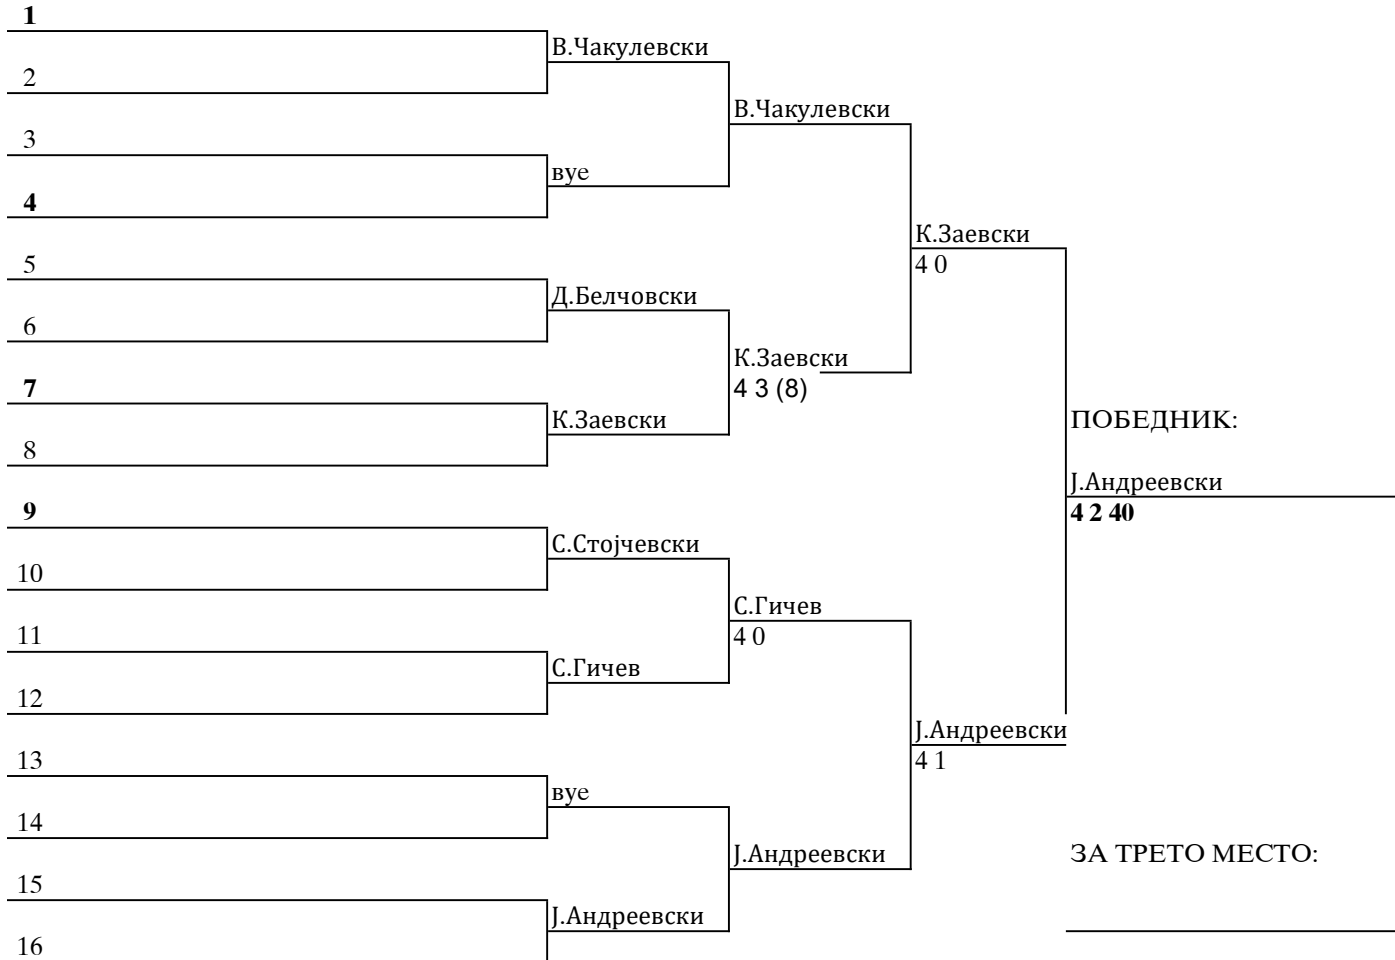 1
В.Чакулевски
2
В.Чакулевски
3
вуе
4
К.Заевски
4 0
5
Д.Белчовски
6
К.Заевски
4 3 (8)
7
К.Заевски
8
ПОБЕДНИК:
Ј.Андреевски
4 2 40
9
С.Стојчевски
10
С.Гичев
4 0
11
С.Гичев
12
Ј.Андреевски
4 1
13
вуе
14
Ј.Андреевски
ЗА ТРЕТО МЕСТО:
15
Ј.Андреевски
16